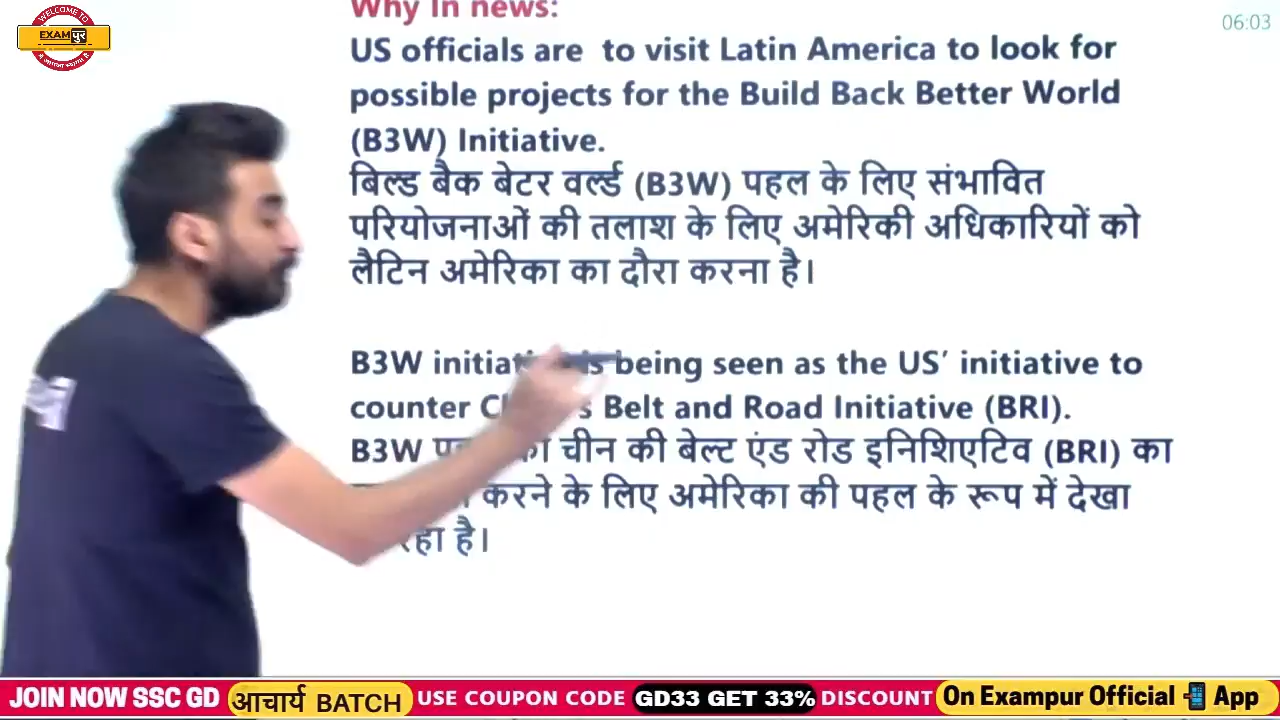 WELCOME TO
EXAMपुर
06:03
Why In news:
US officials are to visit Latin America to look for
possible projects for the Build Back Better World
(B3W) Initiative.
बिल्ड बैक बेटर वर्ल्ड (B3W) पहल के लिए संभावित
परियोजनाओं की तलाश के लिए अमेरिकी अधिकारियों को
लैटिन अमेरिका का दौरा करना है।
B3W is being seen as the US’ initiative to
counter Belt and Road Initiative (BRI).
B3W चीन की बेल्ट एंड रोड इनिशिएटिव (BRI) का
करने के लिए अमेरिका की पहल के रूप में देखा
है।
JOIN NOW SSC GD आचार्य BATCH USE COUPON CODE GD33 GET 33% DISCOUNT On Exampur Official App